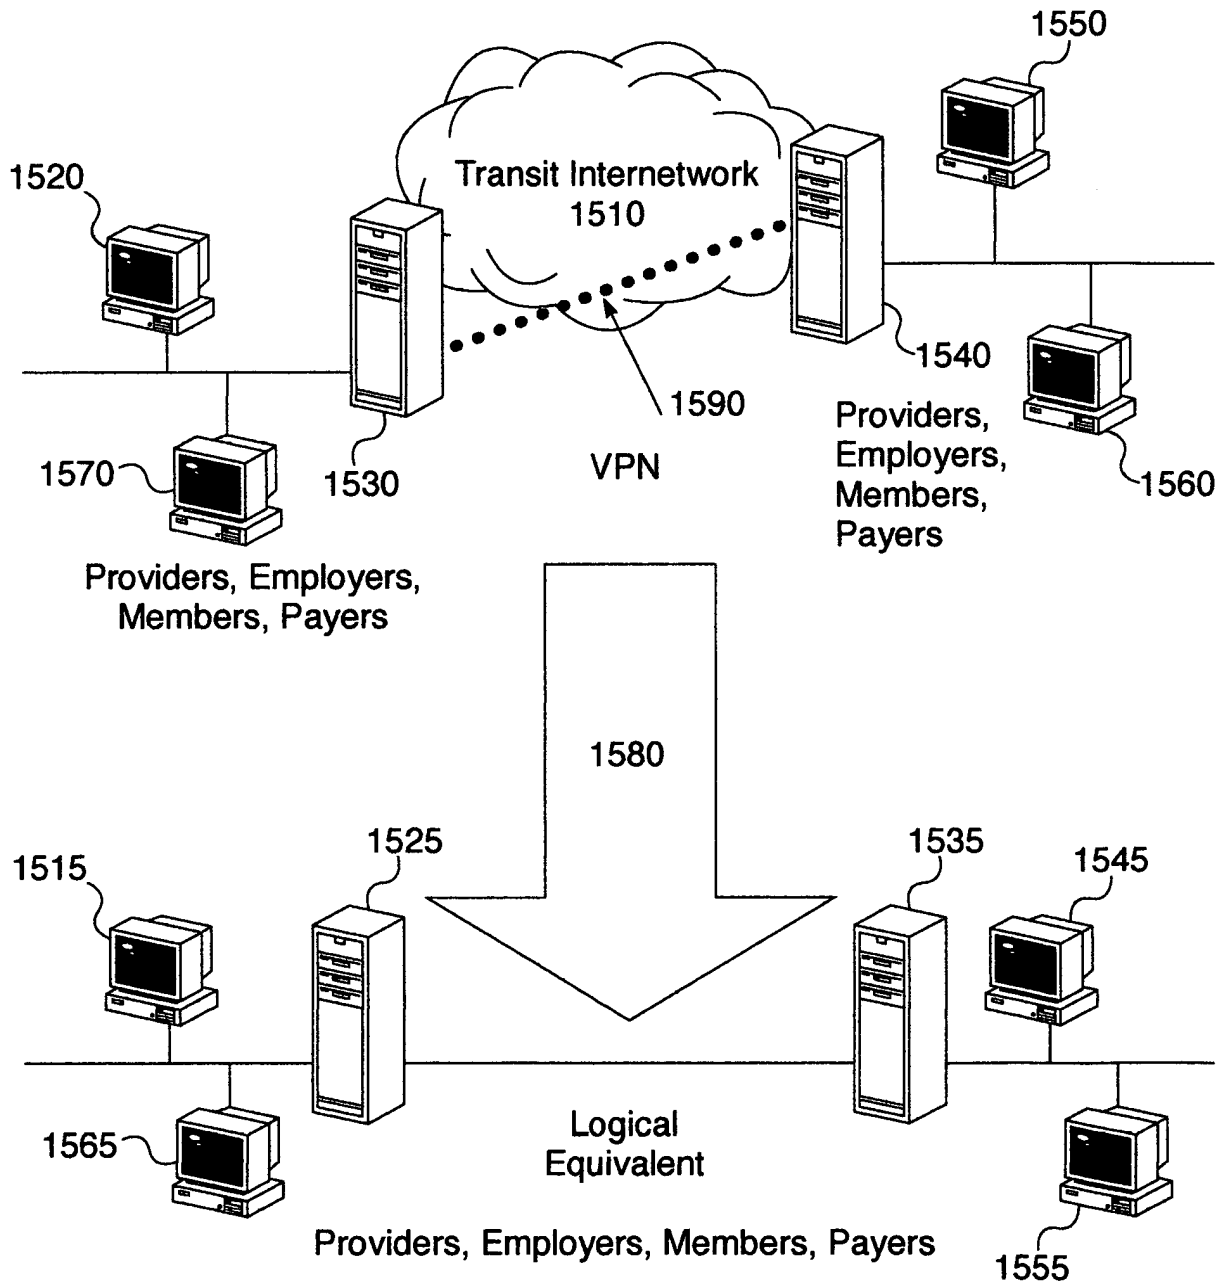 1550
Transit Internetwork
1510
1520
1540
1590
Providers,
Employers,
Members,
Payers
VPN
1570
1530
1560
Providers, Employers,
Members, Payers
1580
1525
1535
1515
1545
1565
Logical
Equivalent
Providers, Employers, Members, Payers
1555